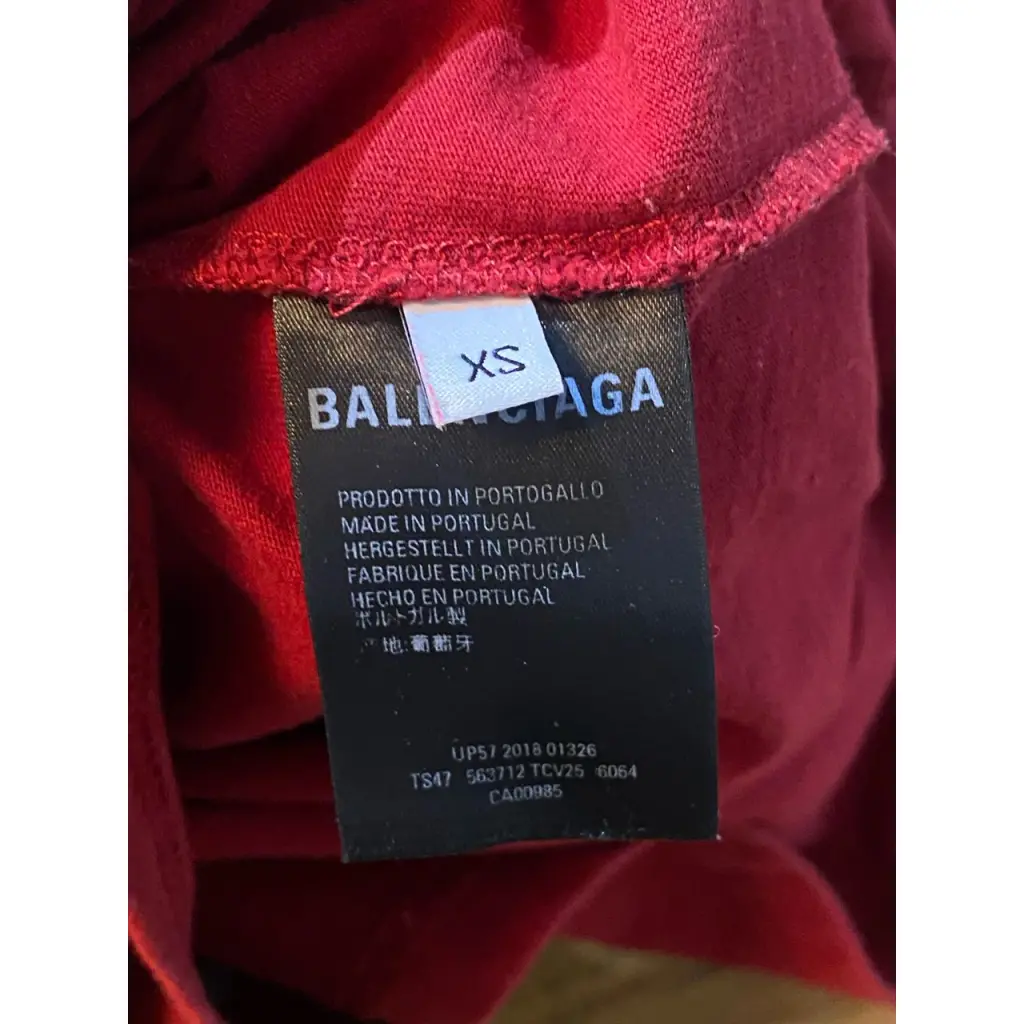 XS
BALENCIAGA
PRODOTTO IN PORTOGALLO
MADE IN PORTUGAL
HERGESTELLT IN PORTUGAL
FABRIQUE EN PORTUGAL
HECHO EN PORTUGAL
ポルトガル製
产地:葡萄牙
UP57 2018 01326
TS47 563712 TCV25 6064
CA00985